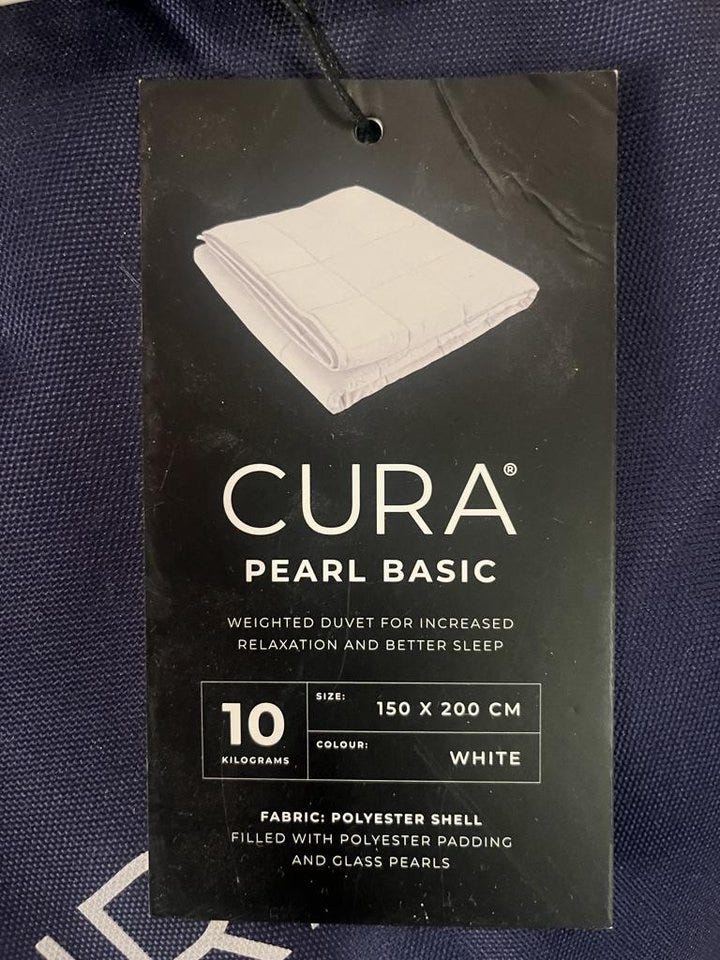 CURA®
PEARL BASIC
WEIGHTED DUVET FOR INCREASED
RELAXATION AND BETTER SLEEP
10
KILOGRAMS
SIZE:
150 X 200 CM
COLOUR:
WHITE
FABRIC: POLYESTER SHELL
FILLED WITH POLYESTER PADDING
AND GLASS PEARLS